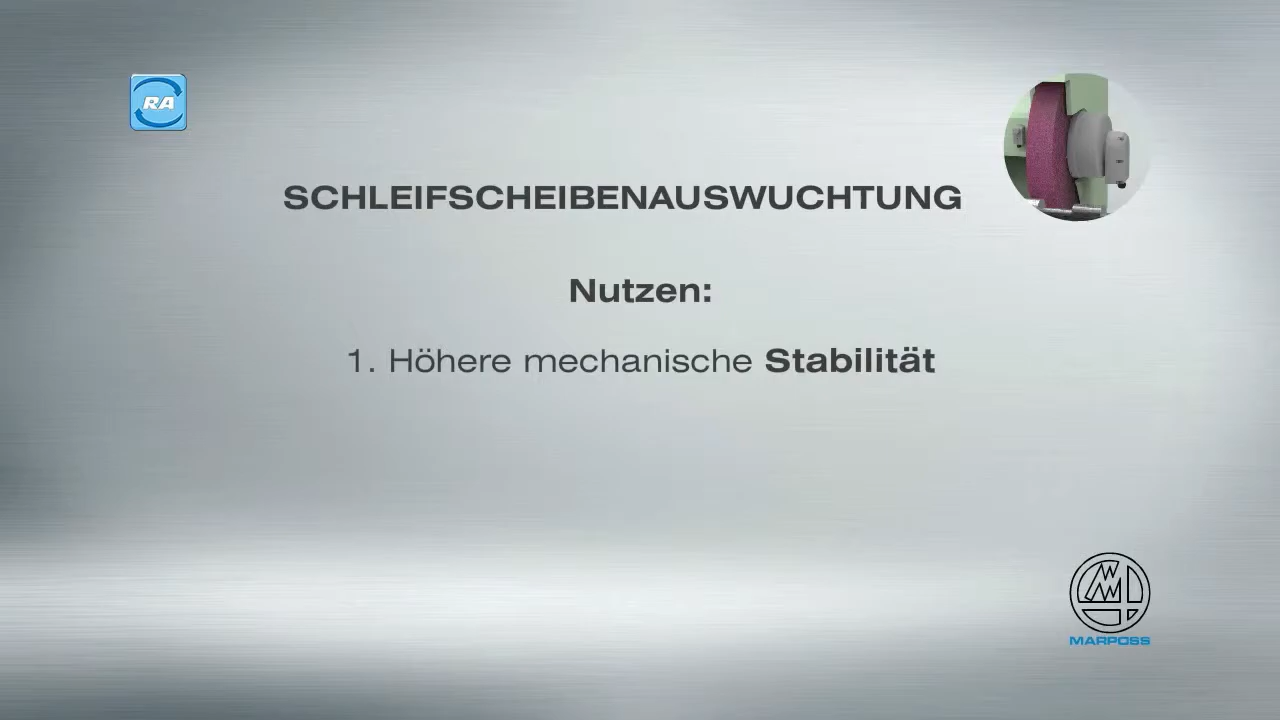 RA
SCHLEIFSCHEIBENAUSWUCHTUNG
Nutzen:
1. Höhere mechanische Stabilität
MARPOSS